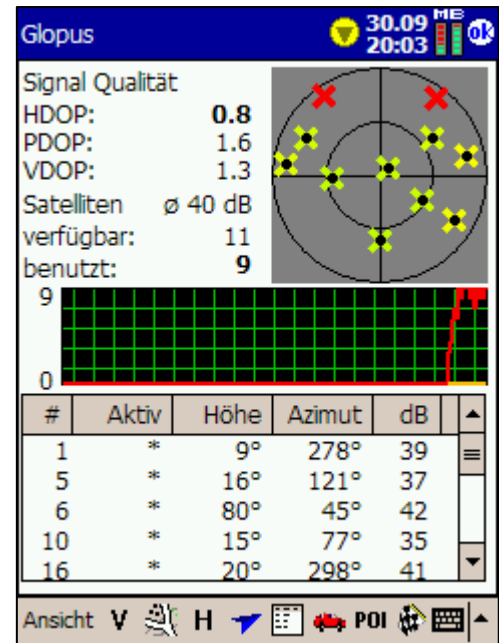 Glopus 30.09 MB ok
20:03
Signal Qualität
HDOP: 0.8
PDOP: 1.6
VDOP: 1.3
Satelliten ø 40 dB
verfügbar: 11
benutzt: 9
9
0
# Aktiv Höhe Azimut dB
1 * 9° 278° 39
5 * 16° 121° 37
6 * 80° 45° 42
10 * 15° 77° 35
16 * 20° 298° 41
Ansicht V H POI